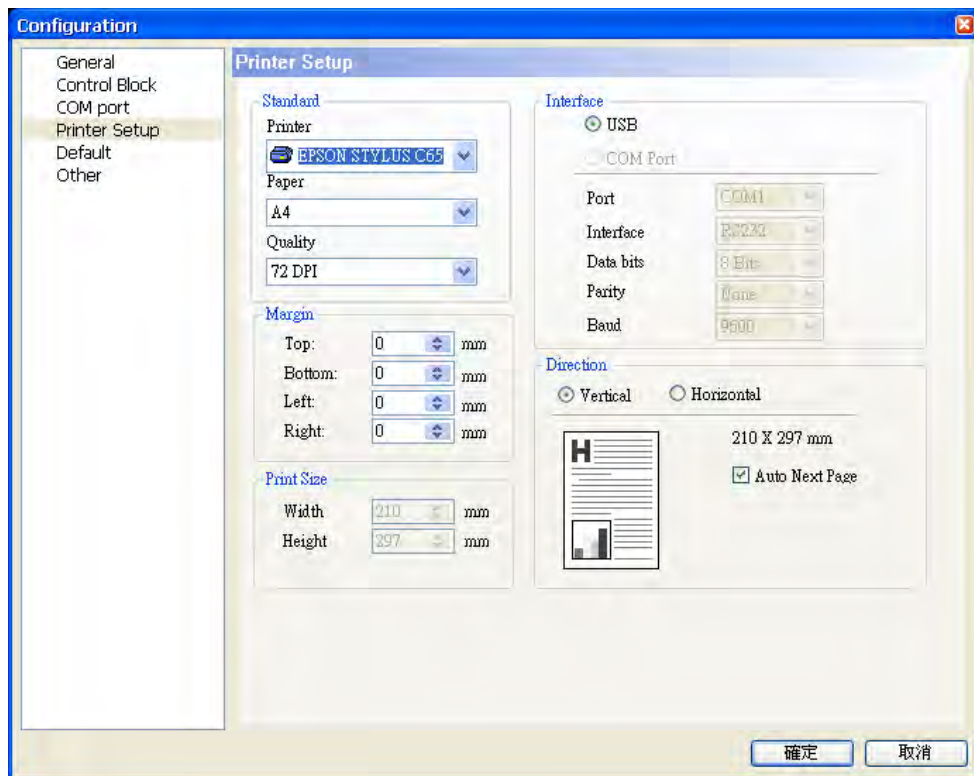 Configuration
General
Control Block
COM port
Printer Setup
Default
Other
Printer Setup
Standard
Printer
EPSON STYLUS C65
Paper
A4
Quality
72 DPI
Margin
Top: 0 mm
Bottom: 0 mm
Left: 0 mm
Right: 0 mm
Print Size
Width 210 mm
Height 297 mm
Interface
USB
COM Port
Port COM1
Interface RS232
Data bits 8 Bits
Parity None
Baud 9600
Direction
Vertical Horizontal
H
210 X 297 mm
Auto Next Page
確定 取消